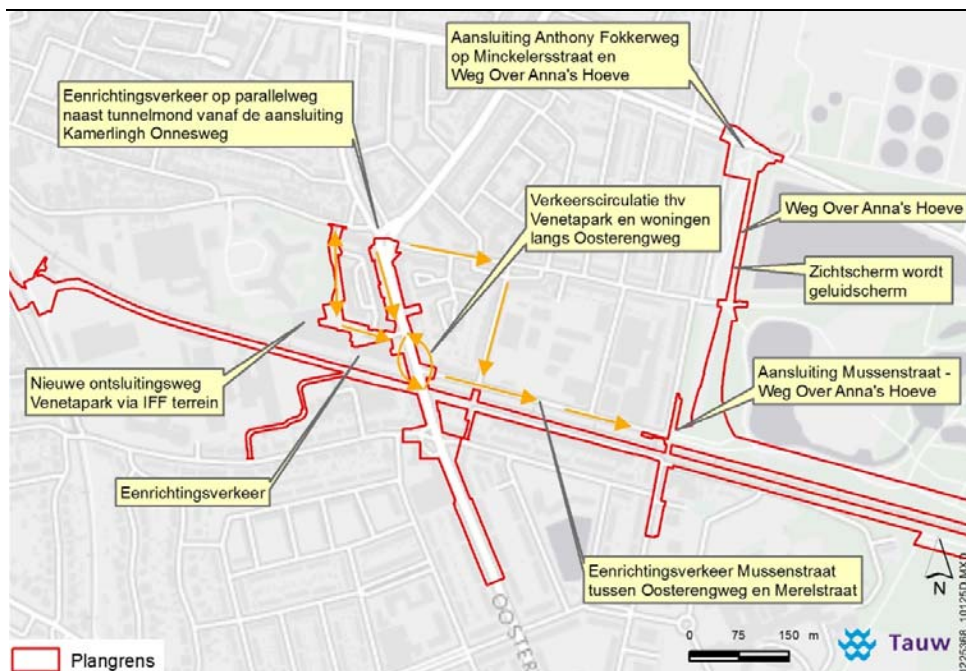 Aansluiting Anthony Fokkerweg
op Minckelersstraat en
Weg Over Anna's Hoeve
Eenrichtingsverkeer op parallelweg
naast tunnelmond vanaf de aansluiting
Kamerlingh Onnesweg
Verkeerscirculatie thv
Venetapark en woningen
langs Oosterengweg
Weg Over Anna's Hoeve
Zichtscherm wordt
geluidscherm
Nieuwe ontsluitingsweg
Venetapark via IFF terrein
Aansluiting Mussenstraat -
Weg Over Anna's Hoeve
Eenrichtingsverkeer
Eenrichtingsverkeer Mussenstraat
tussen Oosterengweg en Merelstraat
OOSTER
N
0 75 150 m
Tauw
Plangrens
225368_10125D.MXD